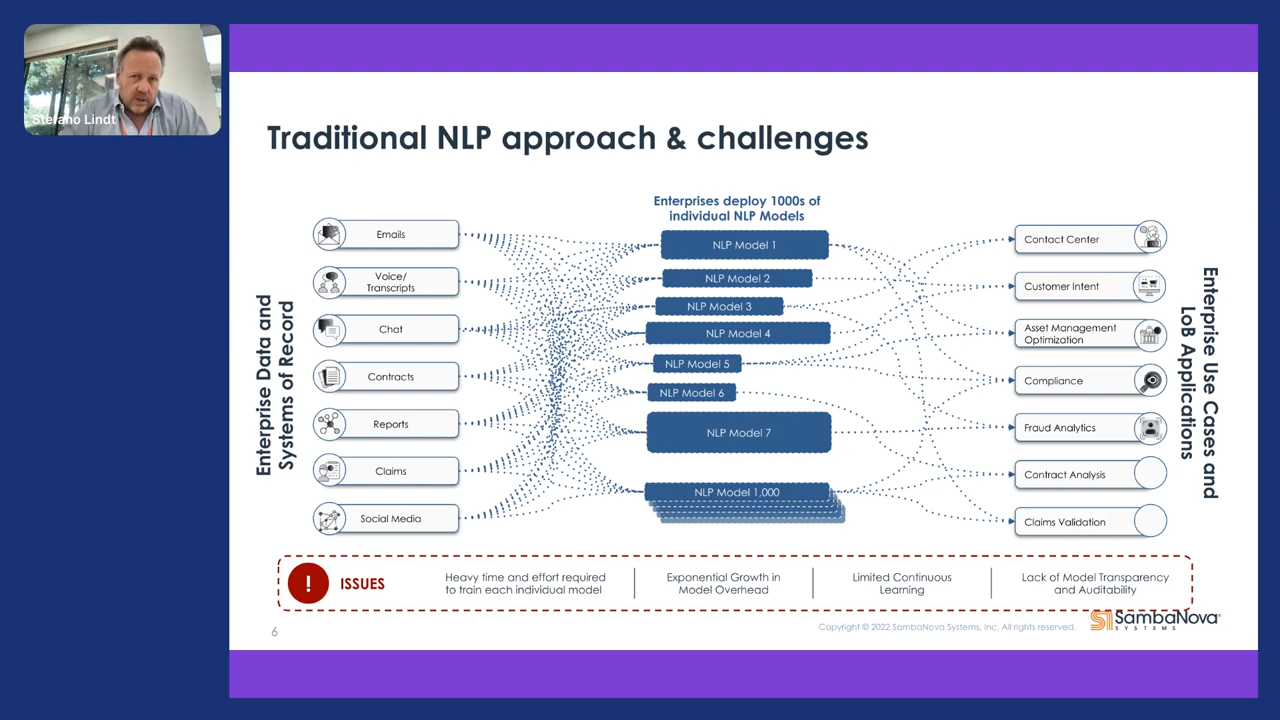 Stefano Lindt
Traditional NLP approach & challenges
Enterprise Data and
Systems of Record
Emails
Voice/
Transcripts
Chat
Contracts
Reports
Claims
Social Media
Enterprises deploy 1000s of
individual NLP Models
NLP Model 1
NLP Model 2
NLP Model 3
NLP Model 4
NLP Model 5
NLP Model 6
NLP Model 7
NLP Model 1,000
Contact Center
Customer Intent
Asset Management
Optimization
Compliance
Fraud Analytics
Contract Analysis
Claims Validation
Enterprise Use Cases and
LoB Applications
!
ISSUES
Heavy time and effort required
to train each individual model
Exponential Growth in
Model Overhead
Limited Continuous
Learning
Lack of Model Transparency
and Auditability
6
Copyright © 2022 SambaNova Systems, Inc. All rights reserved.
SambaNova®
SYSTEMS